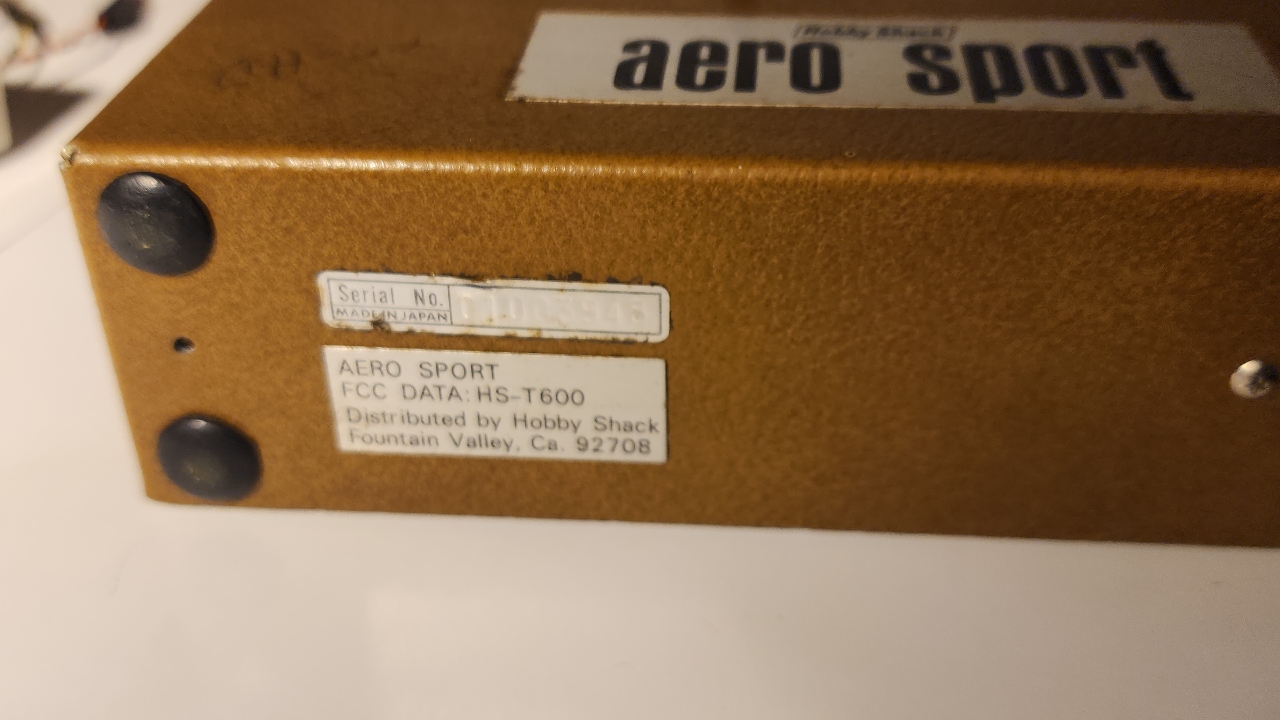 Hobby Shack
aero sport
Serial No.
MADE IN JAPAN
AERO SPORT
FCC DATA: HS-T600
Distributed by Hobby Shack
Fountain Valley, Ca. 92708